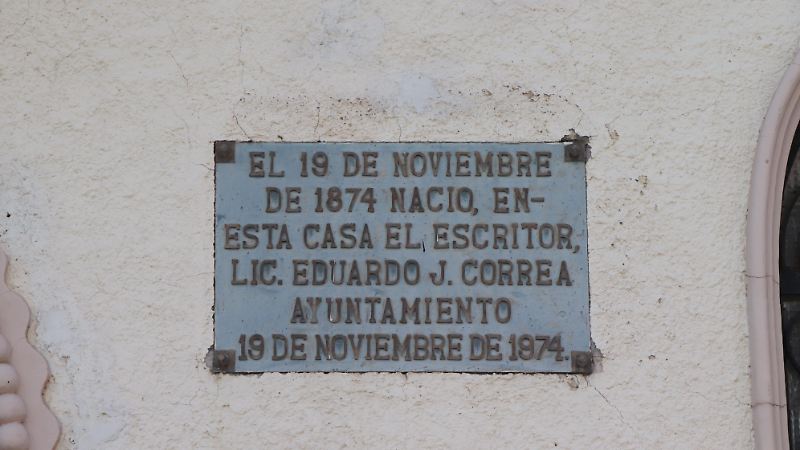 EL 19 DE NOVIEMBRE
DE 1874 NACIO, EN-
ESTA CASA EL ESCRITOR,
LIC. EDUARDO J. CORREA
AYUNTAMIENTO
19 DE NOVIEMBRE DE 1974.